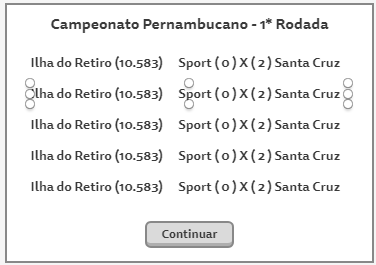 Campeonato Pernambucano - 1ª Rodada
Ilha do Retiro (10.583) Sport ( 0 ) X ( 2 ) Santa Cruz
Ilha do Retiro (10.583) Sport ( 0 ) X ( 2 ) Santa Cruz
Ilha do Retiro (10.583) Sport ( 0 ) X ( 2 ) Santa Cruz
Ilha do Retiro (10.583) Sport ( 0 ) X ( 2 ) Santa Cruz
Ilha do Retiro (10.583) Sport ( 0 ) X ( 2 ) Santa Cruz
Continuar